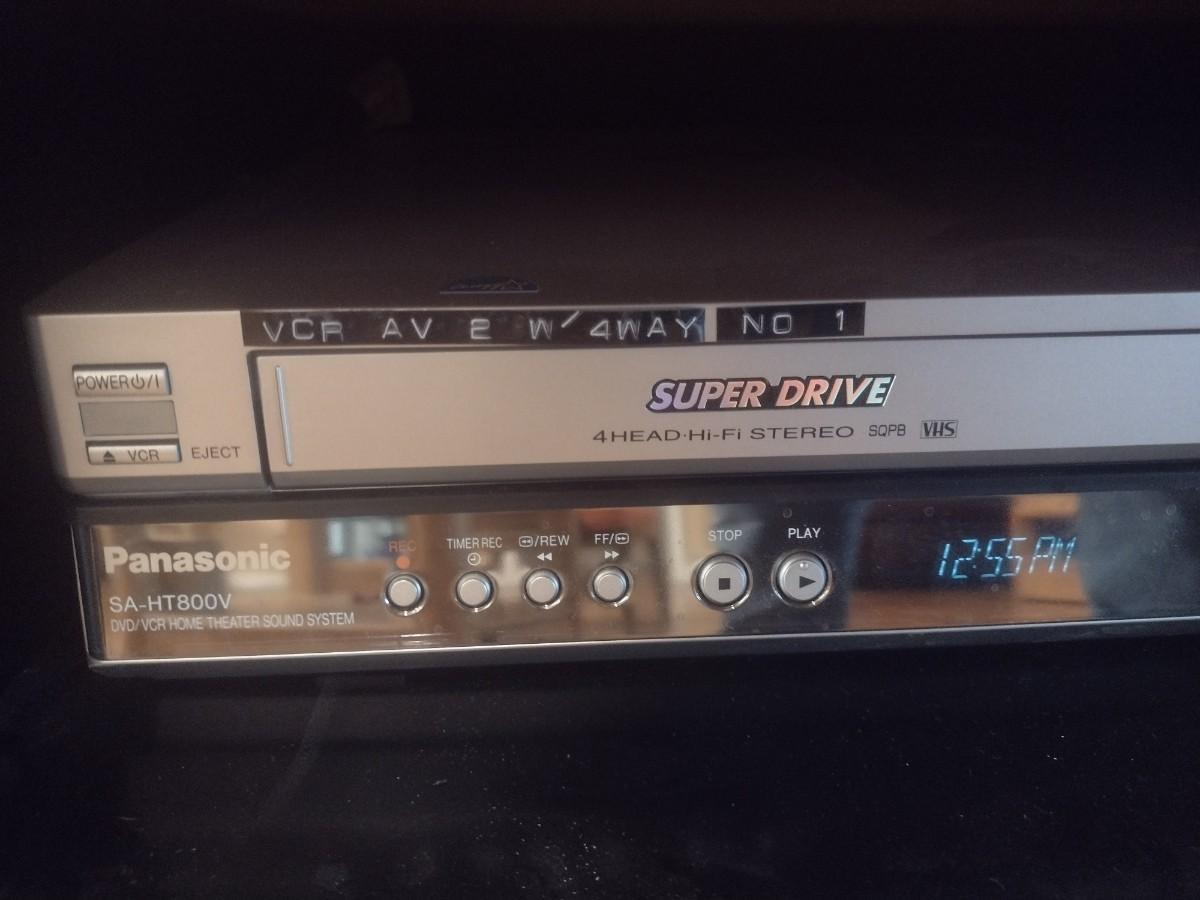 VCR AV 2 W/ 4WAY NO 1
POWER ⏻/I
SUPER DRIVE
4HEAD·Hi-Fi STEREO SQPB VHS
VCR EJECT
Panasonic
SA-HT800V
DVD/VCR HOME THEATER SOUND SYSTEM
REC
TIMER REC
/REW
FF/
STOP
PLAY
12:55 AM